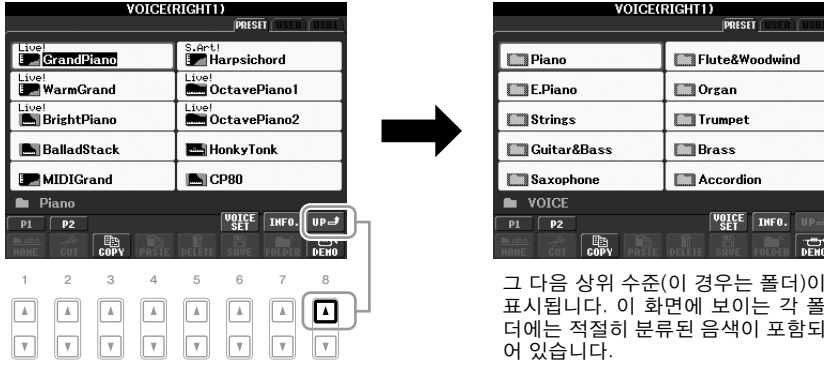 VOICE(RIGHT1)
PRESET USER USB1
Live! GrandPiano
S.Art! Harpsichord
Live! WarmGrand
Live! OctavePiano1
Live! BrightPiano
Live! OctavePiano2
BalladStack
HonkyTonk
MIDIGrand
CP80
Piano
P1 P2 VOICE SET INFO. UP
NAME CUT COPY PASTE DELETE SAVE FOLDER DEMO
1 2 3 4 5 6 7 8
VOICE(RIGHT1)
PRESET USER
Piano
Flute&Woodwind
E.Piano
Organ
Strings
Trumpet
Guitar&Bass
Brass
Saxophone
Accordion
VOICE
P1 P2 VOICE SET INFO. UP
NAME CUT COPY PASTE DELETE SAVE FOLDER DEMO
그 다음 상위 수준(이 경우는 폴더)이
표시됩니다. 이 화면에 보이는 각 폴
더에는 적절히 분류된 음색이 포함되
어 있습니다.